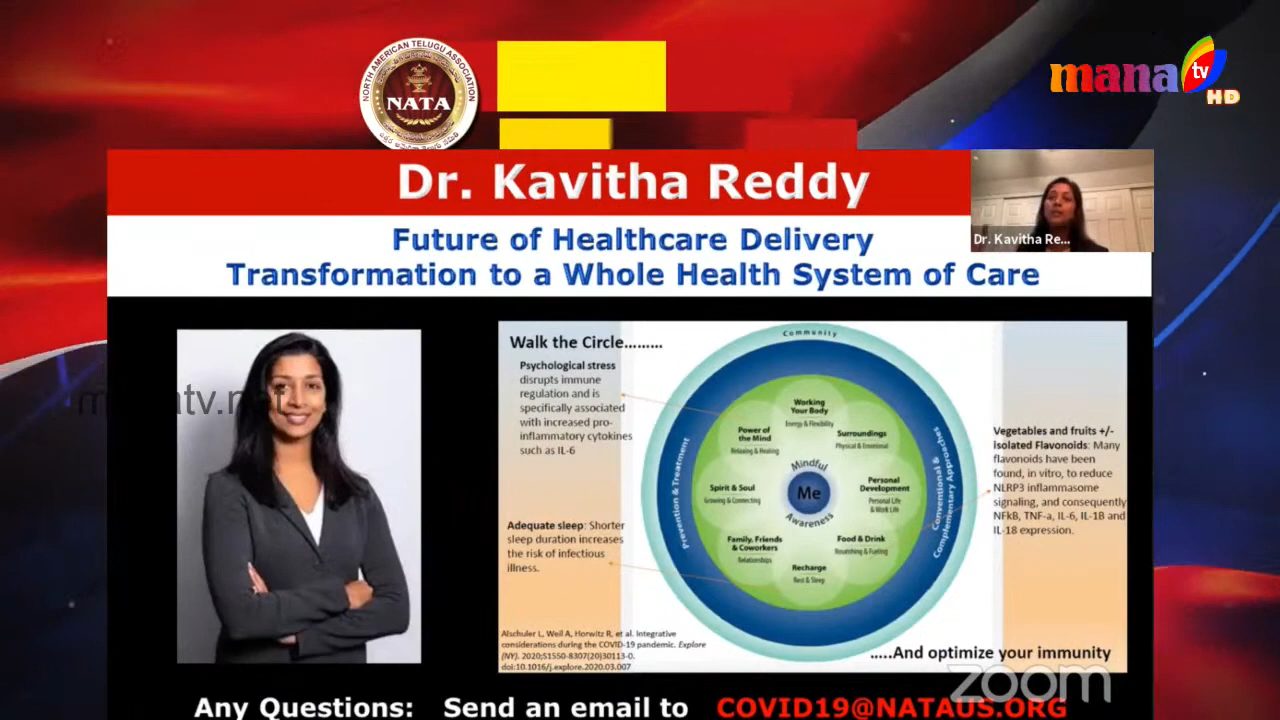 NORTH AMERICAN TELUGU ASSOCIATION
NATA
mana tv
HD
Dr. Kavitha Reddy
Dr. Kavitha Re...
Future of Healthcare Delivery
Transformation to a Whole Health System of Care
Walk the Circle.........
Psychological stress
disrupts immune
regulation and is
specifically associated
with increased pro-
inflammatory cytokines
such as IL-6
Adequate sleep: Shorter
sleep duration increases
the risk of infectious
illness.
Alschuler L, Weil A, Horwitz R, et al. Integrative
considerations during the COVID-19 pandemic. Explore
(NY). 2020;S1550-8307(20)30113-0.
doi:10.1016/j.explore.2020.03.007
Community
Prevention & Treatment
Conventional &
Complementary Approaches
Working
Your Body
Energy & Flexibility
Surroundings
Physical & Emotional
Personal
Development
Personal Life
& Work Life
Food & Drink
Nourishing & Fueling
Recharge
Rest & Sleep
Family, Friends
& Coworkers
Relationships
Spirit & Soul
Growing & Connecting
Power of
the Mind
Relaxing & Healing
Mindful
Me
Awareness
Vegetables and fruits +/-
isolated Flavonoids: Many
flavonoids have been
found, in vitro, to reduce
NLRP3 inflammasome
signaling, and consequently
NFkB, TNF-a, IL-6, IL-1B and
IL-18 expression.
.....And optimize your immunity
zoom
Any Questions: Send an email to COVID19@NATAUS.ORG